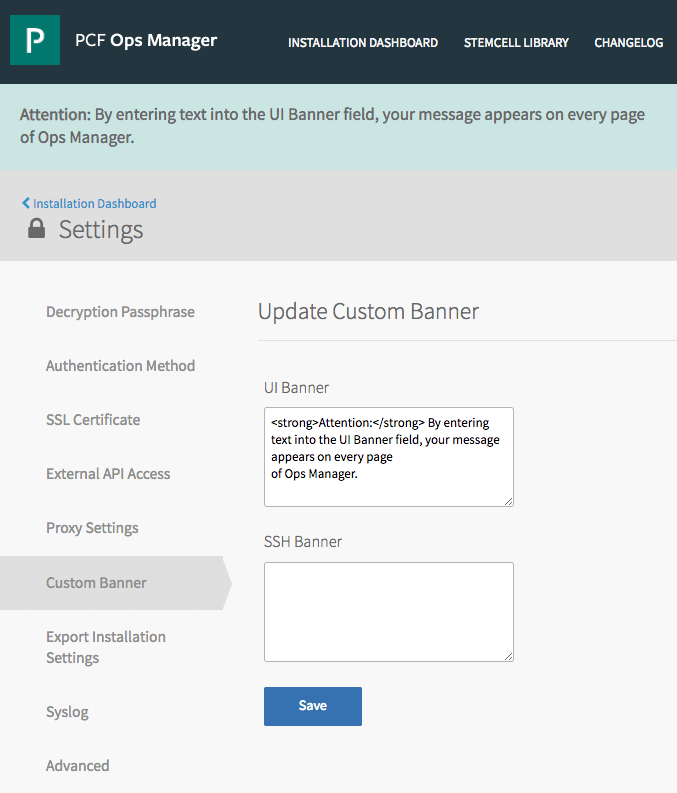 P PCF Ops Manager
INSTALLATION DASHBOARD STEMCELL LIBRARY CHANGELOG
Attention: By entering text into the UI Banner field, your message appears on every page
of Ops Manager.
Installation Dashboard
Settings
Decryption Passphrase
Authentication Method
SSL Certificate
External API Access
Proxy Settings
Custom Banner
Export Installation
Settings
Syslog
Advanced
Update Custom Banner
UI Banner
<strong>Attention:</strong> By entering
text into the UI Banner field, your message
appears on every page
of Ops Manager.
SSH Banner
Save